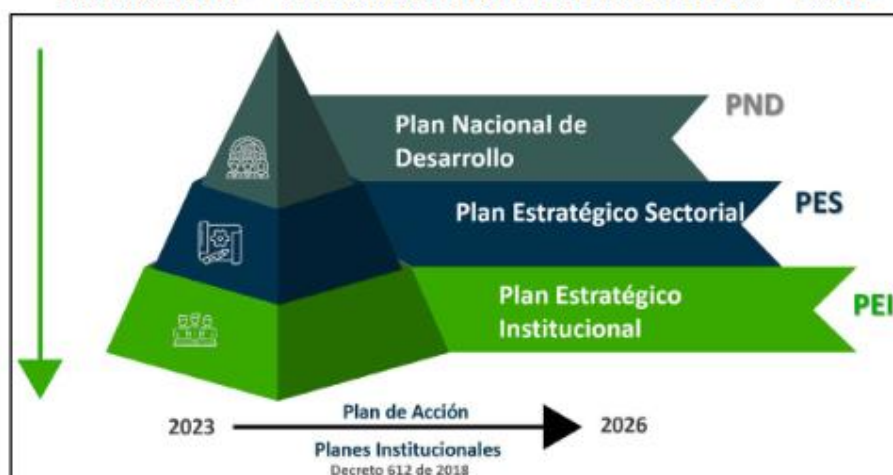 PND
Plan Nacional de
Desarrollo
Plan Estratégico Sectorial
PES
Plan Estratégico
Institucional
PEI
Plan de Acción
2023
2026
Planes Institucionales
Decreto 612 de 2018